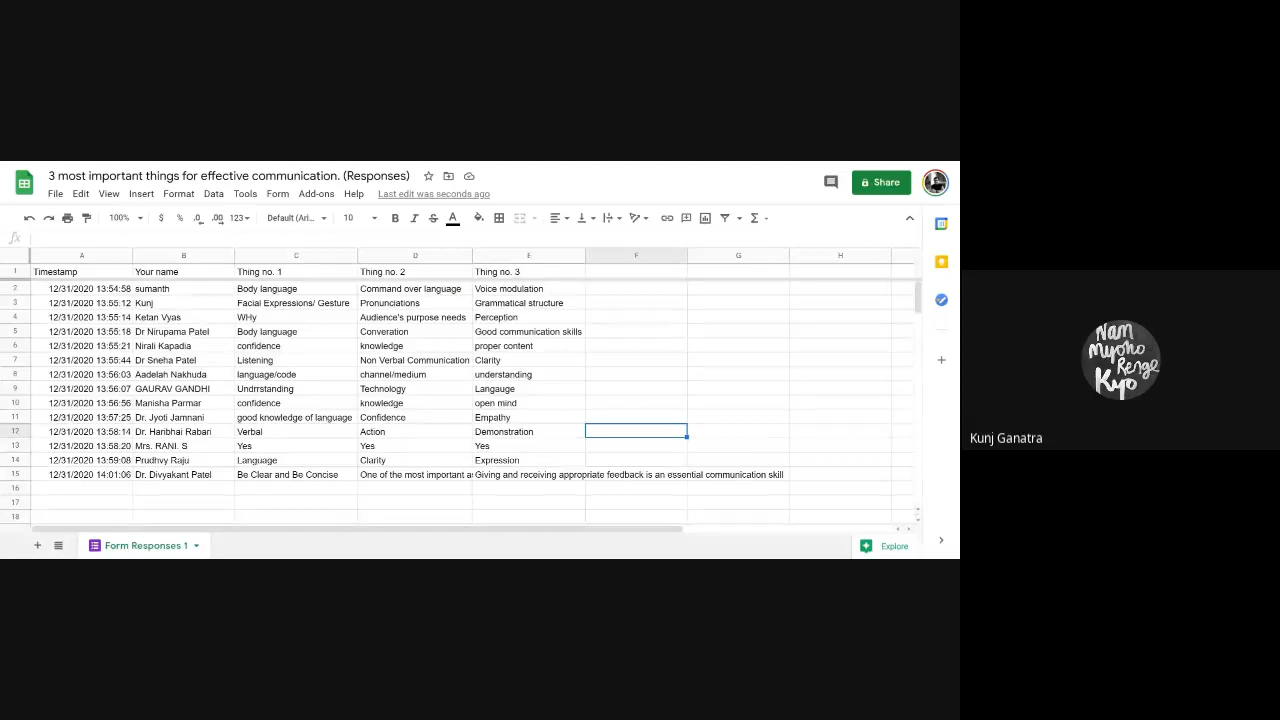 3 most important things for effective communication. (Responses)
File Edit View Insert Format Data Tools Form Add-ons Help Last edit was seconds ago
Share
100% $ % .0 .00 123 Default (Ari... 10 B I S A
fx
A B C D E F G H
1 Timestamp Your name Thing no. 1 Thing no. 2 Thing no. 3
2 12/31/2020 13:54:58 sumanth Body language Command over language Voice modulation
3 12/31/2020 13:55:12 Kunj Facial Expressions/ Gesture Pronunciations Grammatical structure
4 12/31/2020 13:55:14 Ketan Vyas WHy Audience's purpose needs Perception
5 12/31/2020 13:55:18 Dr Nirupama Patel Body language Converation Good communication skills
6 12/31/2020 13:55:21 Nirali Kapadia confidence knowledge proper content
7 12/31/2020 13:55:44 Dr Sneha Patel Listening Non Verbal Communication Clarity
8 12/31/2020 13:56:03 Aadelah Nakhuda language/code channel/medium understanding
9 12/31/2020 13:56:07 GAURAV GANDHI Undrrstanding Technology Langauge
10 12/31/2020 13:56:56 Manisha Parmar confidence knowledge open mind
11 12/31/2020 13:57:25 Dr. Jyoti Jamnani good knowledge of language Confidence Empathy
12 12/31/2020 13:58:14 Dr. Haribhai Rabari Verbal Action Demonstration
13 12/31/2020 13:58:20 Mrs. RANI. S Yes Yes Yes
14 12/31/2020 13:59:08 Prudhvy Raju Language Clarity Expression
15 12/31/2020 14:01:06 Dr. Divyakant Patel Be Clear and Be Concise One of the most important as Giving and receiving appropriate feedback is an essential communication skill
16
17
18
Form Responses 1
Explore
Nam
Myoho
Renge
Kyo
Kunj Ganatra